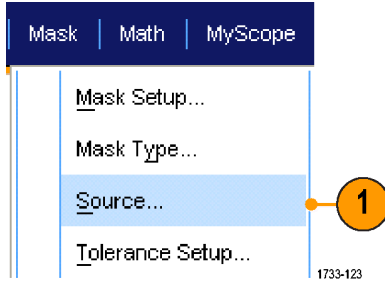 Mask Math MyScope
Mask Setup...
Mask Type...
Source...
1
Tolerance Setup...
1733-123